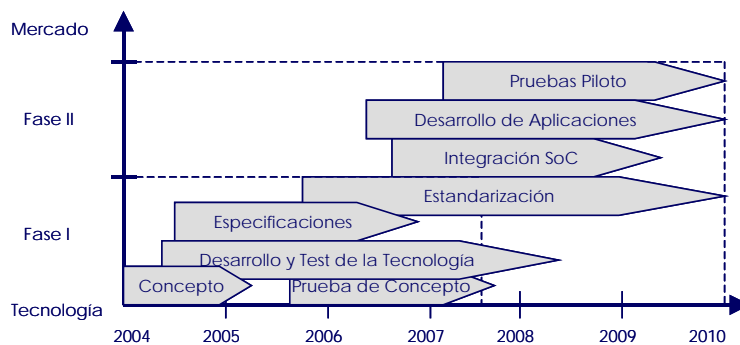 Mercado
Pruebas Piloto
Fase II
Desarrollo de Aplicaciones
Integración SoC
Estandarización
Especificaciones
Fase I
Desarrollo y Test de la Tecnología
Concepto
Prueba de Concepto
Tecnología
2004 2005 2006 2007 2008 2009 2010